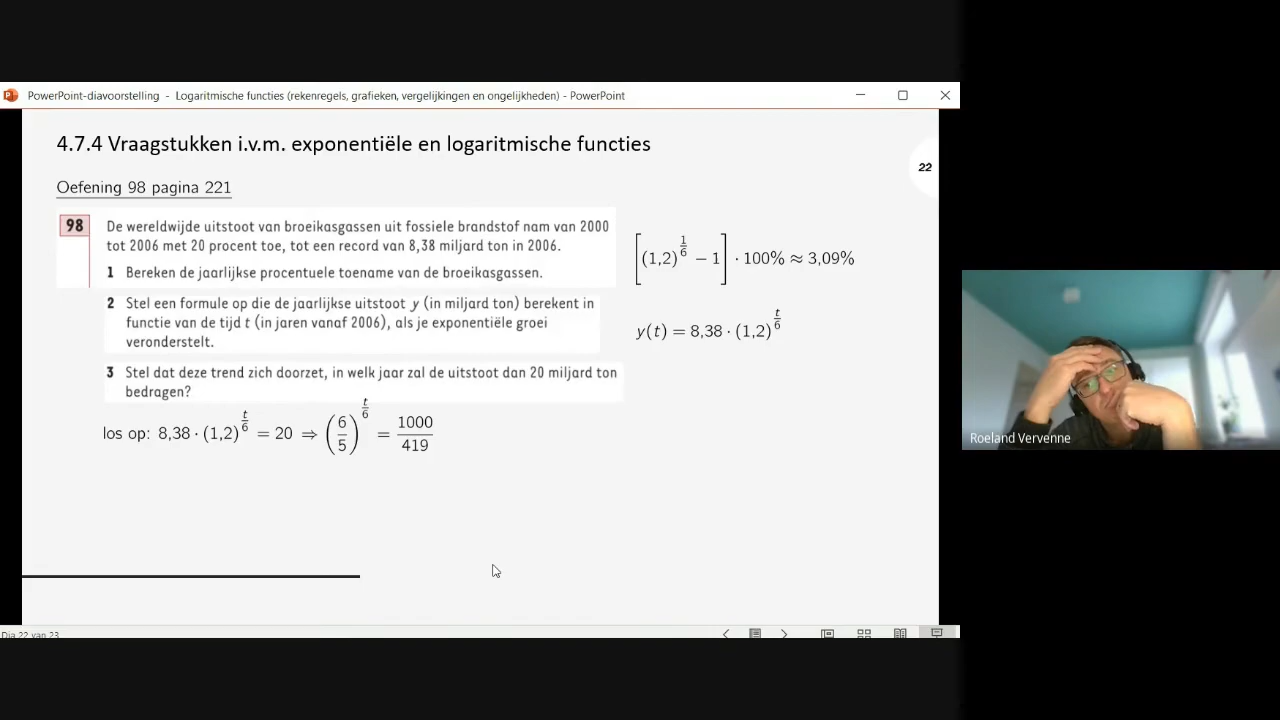 PowerPoint-diavoorstelling - Logaritmische functies (rekenregels, grafieken, vergelijkingen en ongelijkheden) - PowerPoint
4.7.4 Vraagstukken i.v.m. exponentiële en logaritmische functies
22
Oefening 98 pagina 221
98 De wereldwijde uitstoot van broeikasgassen uit fossiele brandstof nam van 2000
tot 2006 met 20 procent toe, tot een record van 8,38 miljard ton in 2006.
1 Bereken de jaarlijkse procentuele toename van de broeikasgassen.
[(1,2)^(1/6) − 1] · 100% ≈ 3,09%
2 Stel een formule op die de jaarlijkse uitstoot y (in miljard ton) berekent in
functie van de tijd t (in jaren vanaf 2006), als je exponentiële groei
veronderstelt.
y(t) = 8,38 · (1,2)^(t/6)
3 Stel dat deze trend zich doorzet, in welk jaar zal de uitstoot dan 20 miljard ton
bedragen?
los op: 8,38 · (1,2)^(t/6) = 20 ⇒ (6/5)^(t/6) = 1000/419
Roeland Vervenne
Dia 22 van 23